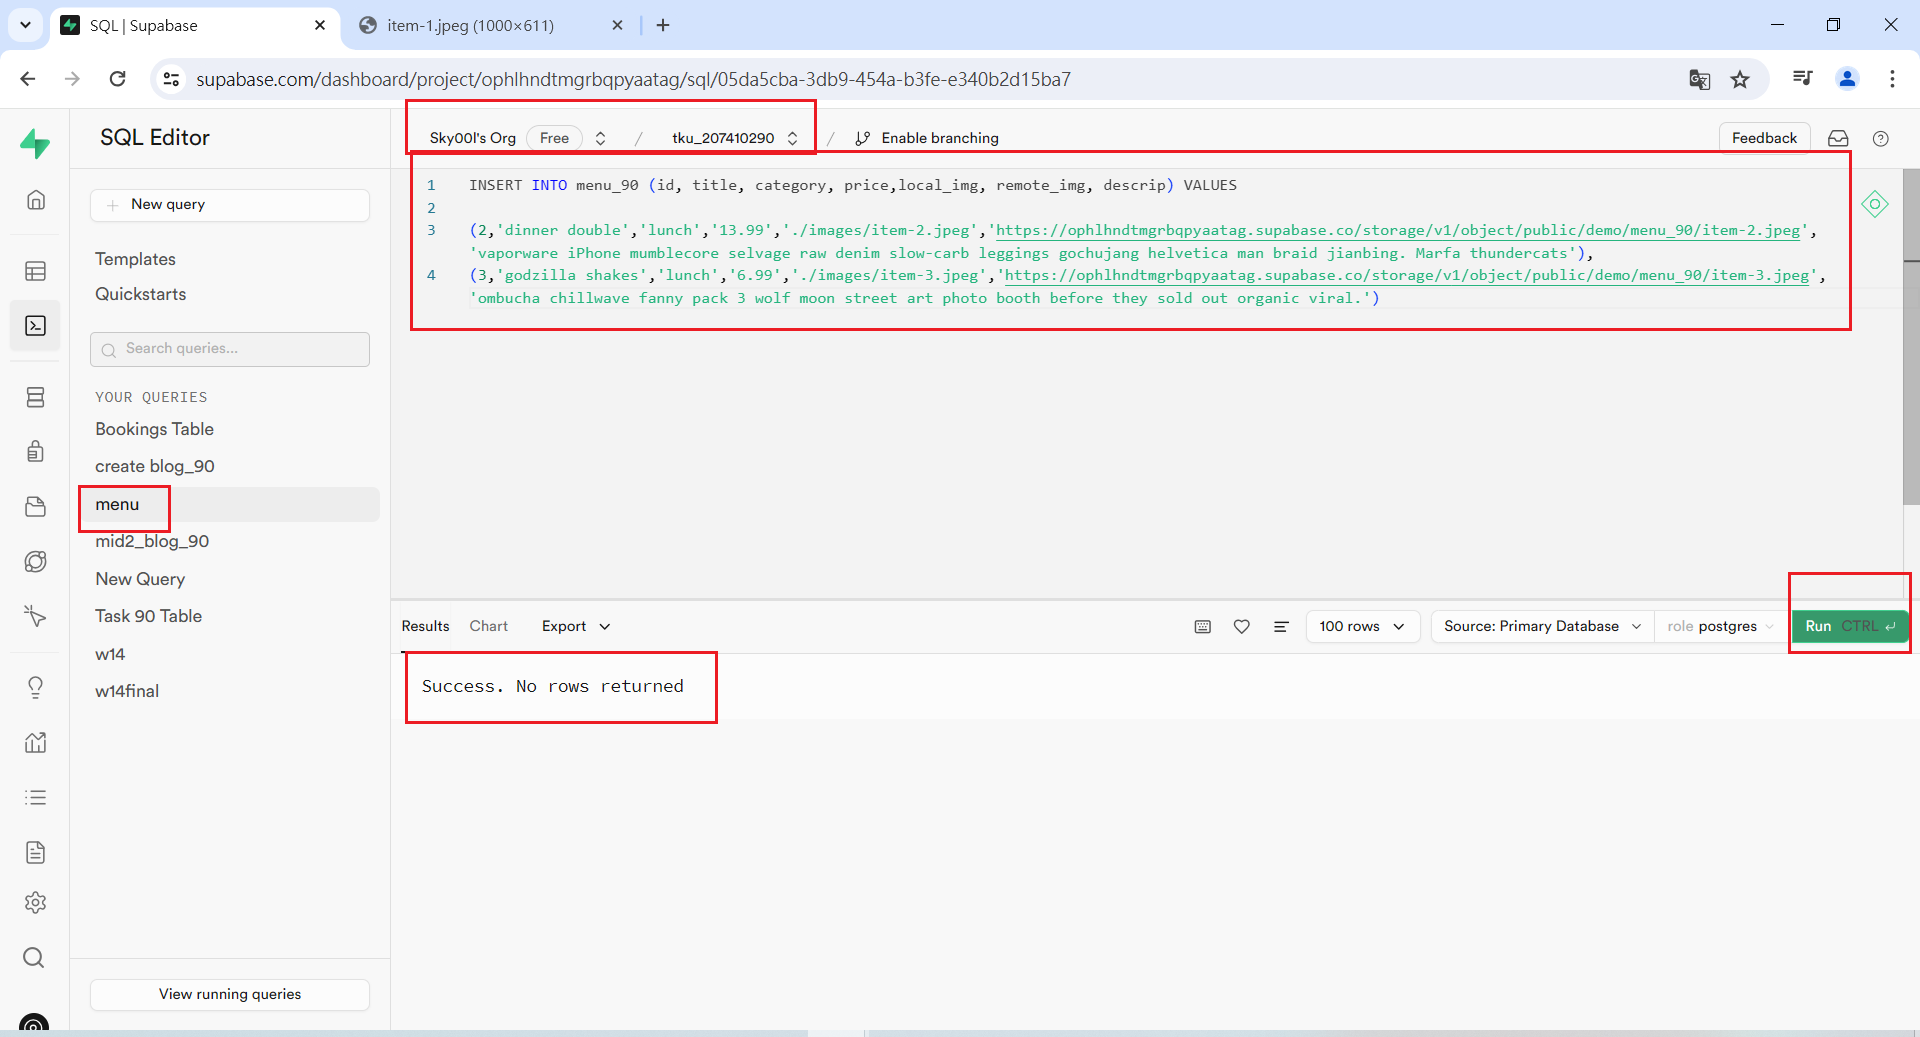 SQL | Supabase
item-1.jpeg (1000×611)
supabase.com/dashboard/project/ophlhndtmgrbqpyaatag/sql/05da5cba-3db9-454a-b3fe-e340b2d15ba7
SQL Editor
Sky00l's Org Free / tku_207410290 / Enable branching
Feedback
New query
Templates
Quickstarts
Search queries...
YOUR QUERIES
Bookings Table
create blog_90
menu
mid2_blog_90
New Query
Task 90 Table
w14
w14final
View running queries
1 INSERT INTO menu_90 (id, title, category, price,local_img, remote_img, descrip) VALUES
2
3 (2,'dinner double','lunch','13.99','./images/item-2.jpeg','https://ophlhndtmgrbqpyaatag.supabase.co/storage/v1/object/public/demo/menu_90/item-2.jpeg',
'vaporware iPhone mumblecore selvage raw denim slow-carb leggings gochujang helvetica man braid jianbing. Marfa thundercats'),
4 (3,'godzilla shakes','lunch','6.99','./images/item-3.jpeg','https://ophlhndtmgrbqpyaatag.supabase.co/storage/v1/object/public/demo/menu_90/item-3.jpeg',
'ombucha chillwave fanny pack 3 wolf moon street art photo booth before they sold out organic viral.')
Results Chart Export
100 rows
Source: Primary Database
role postgres
Run CTRL ↵
Success. No rows returned